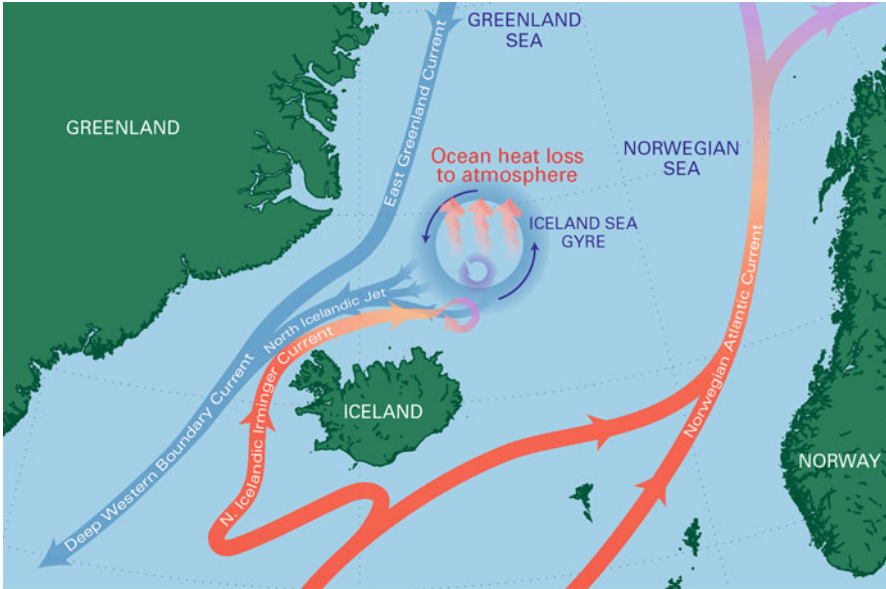 GREENLAND
SEA
GREENLAND
East Greenland Current
Ocean heat loss
to atmosphere
NORWEGIAN
SEA
ICELAND SEA
GYRE
North Icelandic Jet
N. Icelandic Irminger Current
Deep Western Boundary Current
ICELAND
Norwegian Atlantic Current
NORWAY